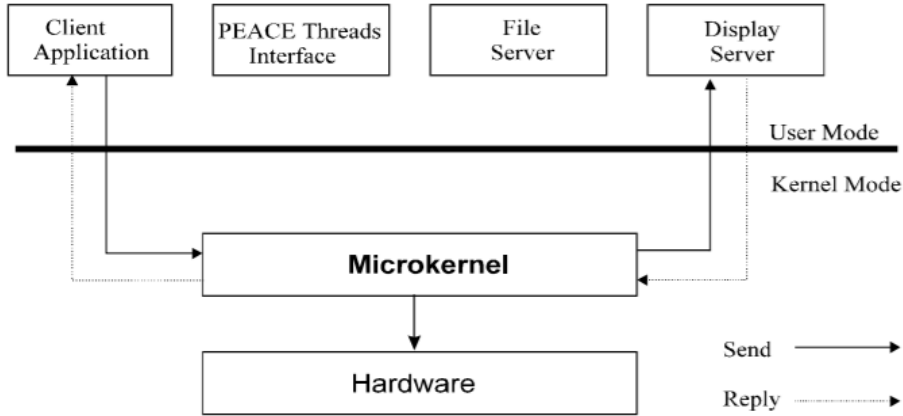 Client
Application
PEACE Threads
Interface
File
Server
Display
Server
User Mode
Kernel Mode
Microkernel
Hardware
Send
Reply